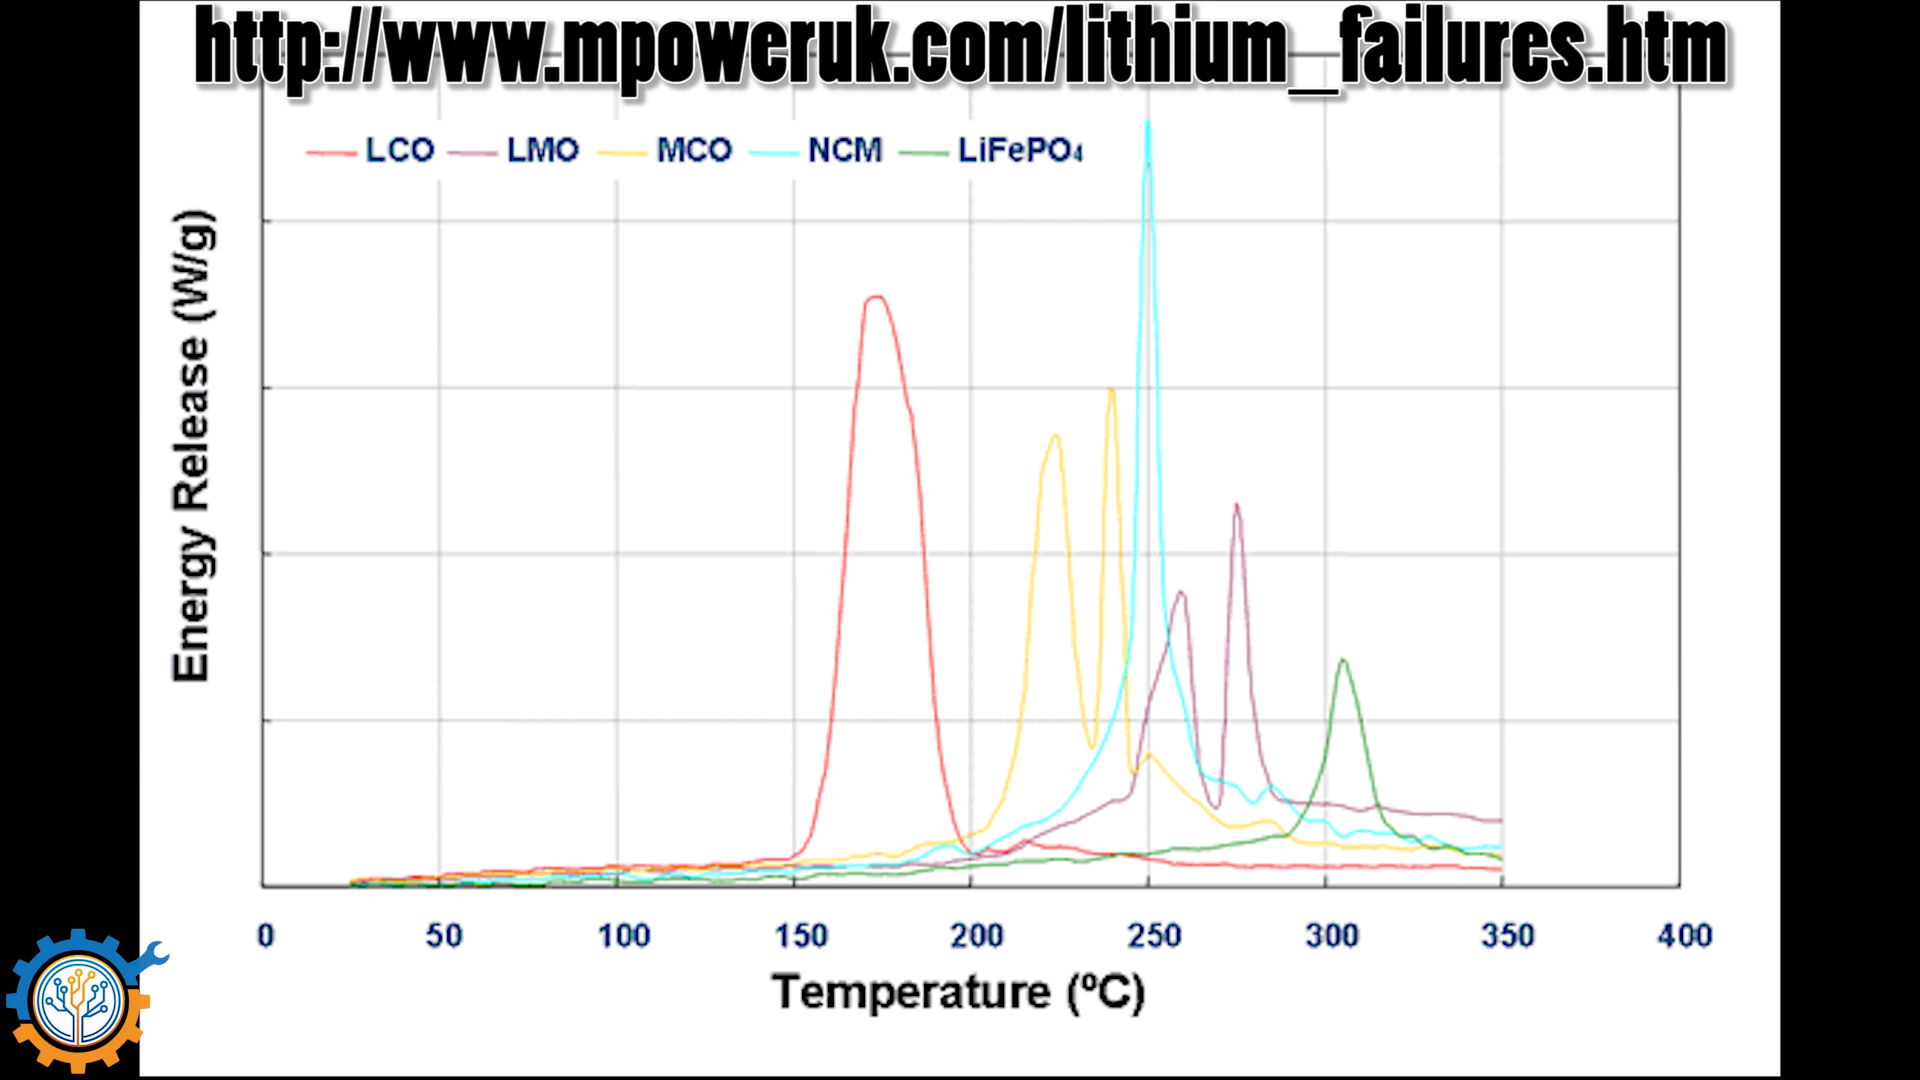 http://www.mpoweruk.com/lithium_failures.htm
LCO LMO MCO NCM LiFePO₄
Energy Release (W/g)
0 50 100 150 200 250 300 350 400
Temperature (ºC)